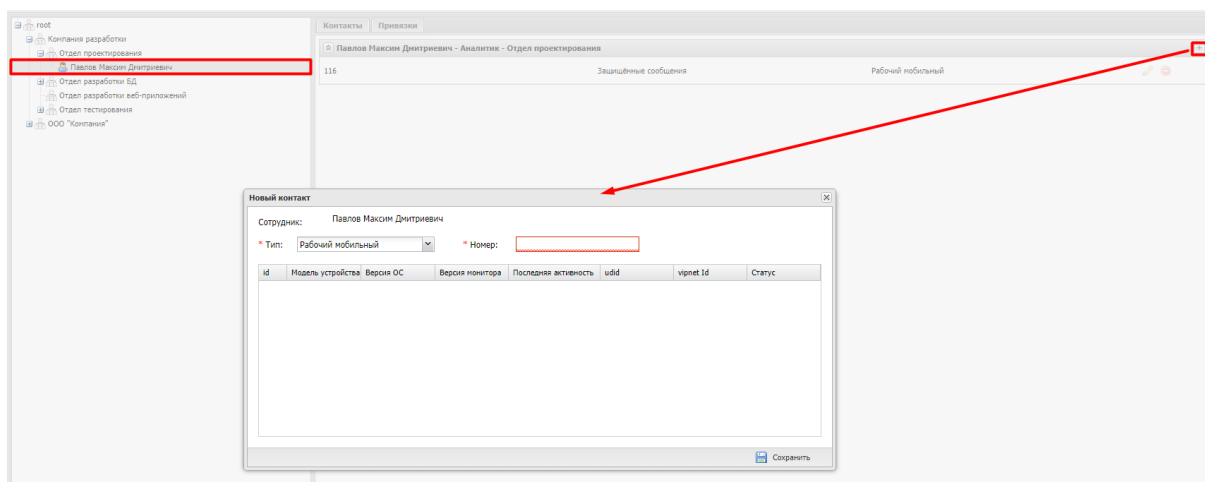 root
Компания разработки
Отдел проектирования
Павлов Максим Дмитриевич
Отдел разработки БД
Отдел разработки веб-приложений
Отдел тестирования
ООО "Компания"
Контакты Привязки
Павлов Максим Дмитриевич - Аналитик - Отдел проектирования
116 Защищённые сообщения Рабочий мобильный
Новый контакт
Сотрудник: Павлов Максим Дмитриевич
* Тип: Рабочий мобильный * Номер:
id Модель устройства Версия ОС Версия монитора Последняя активность udid vipnet Id Статус
Сохранить